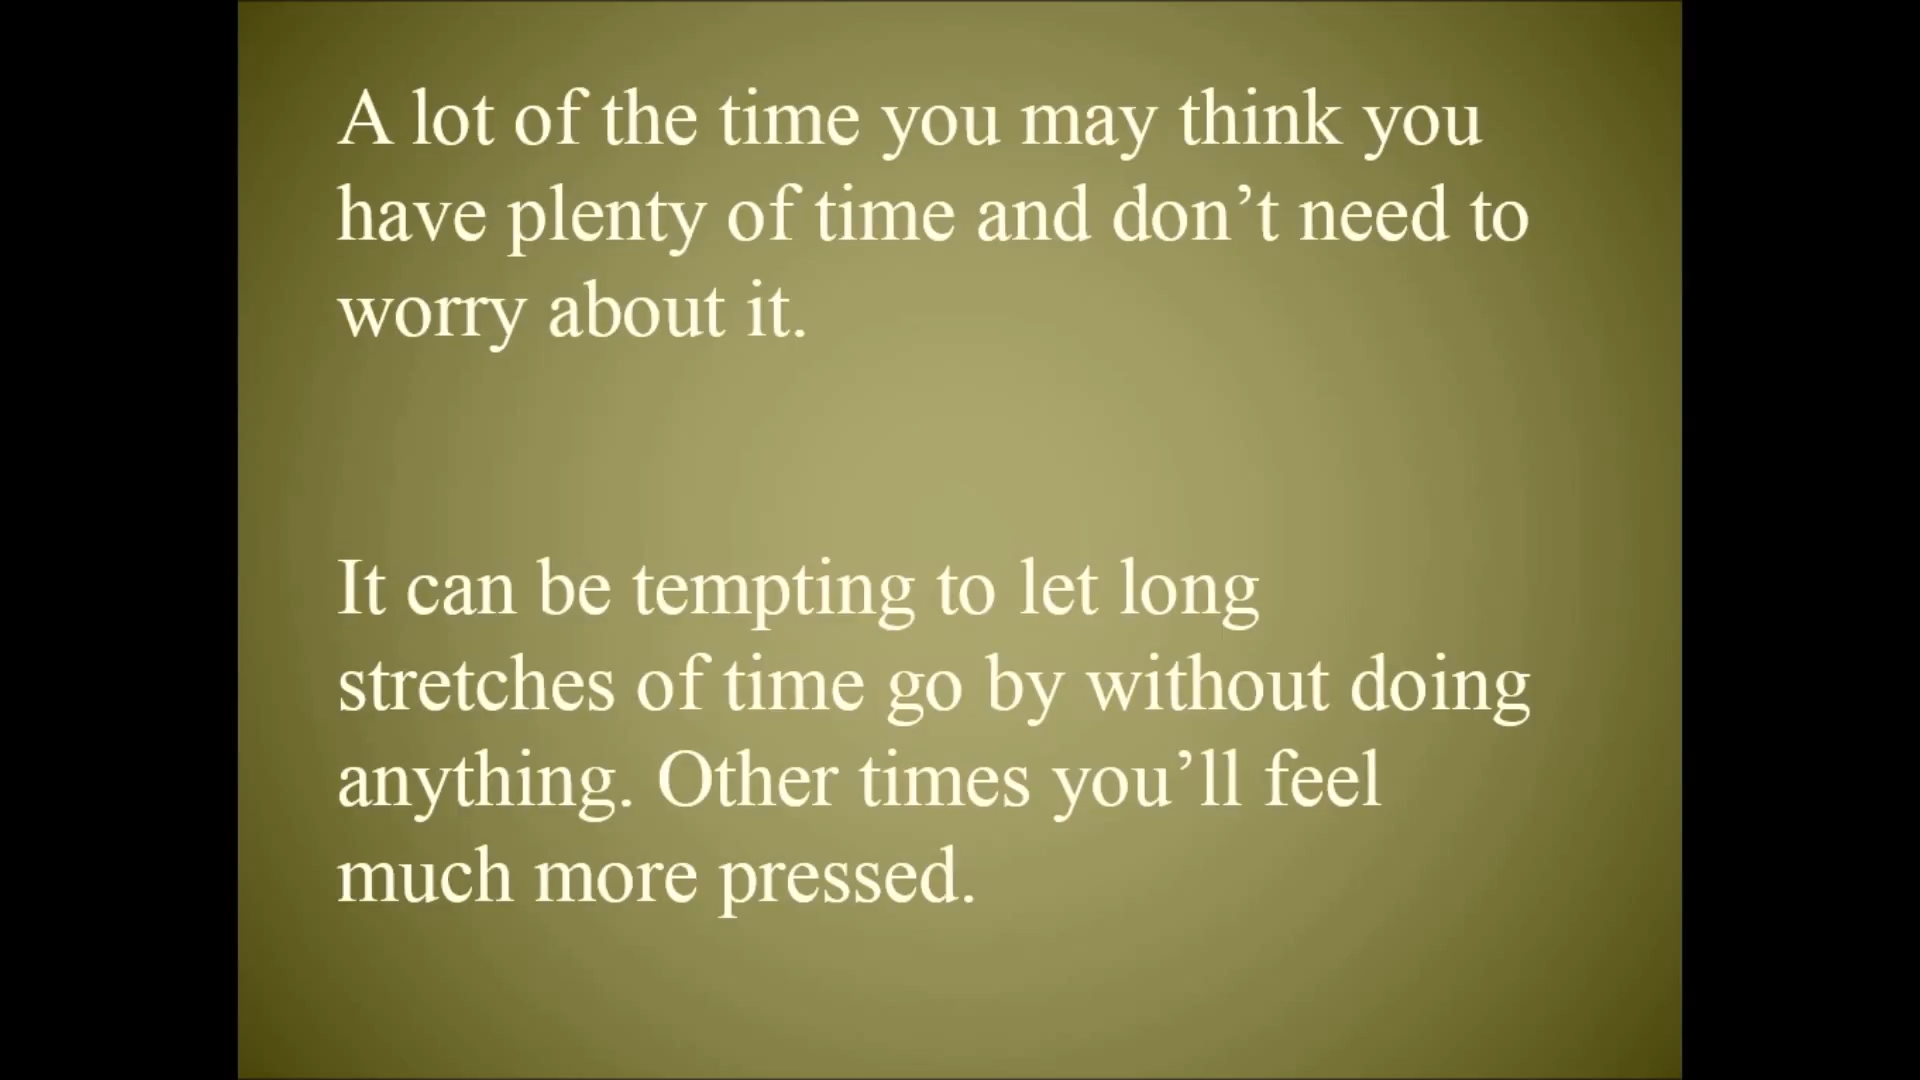 A lot of the time you may think you
have plenty of time and don’t need to
worry about it.
It can be tempting to let long
stretches of time go by without doing
anything. Other times you’ll feel
much more pressed.